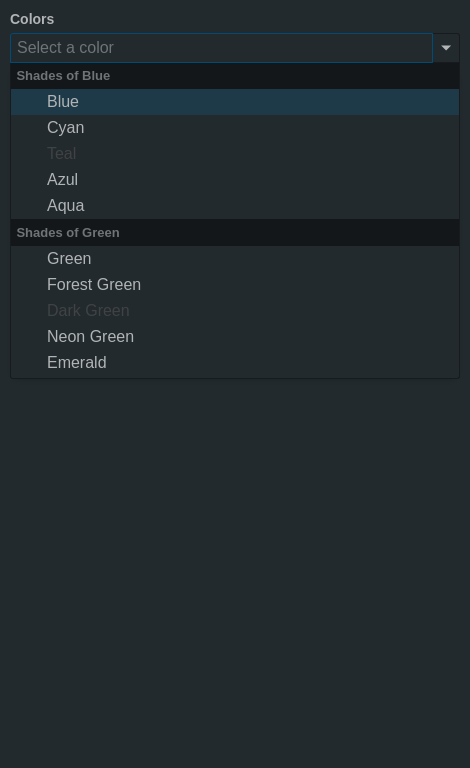 Colors
Select a color
Shades of Blue
Blue
Cyan
Teal
Azul
Aqua
Shades of Green
Green
Forest Green
Dark Green
Neon Green
Emerald